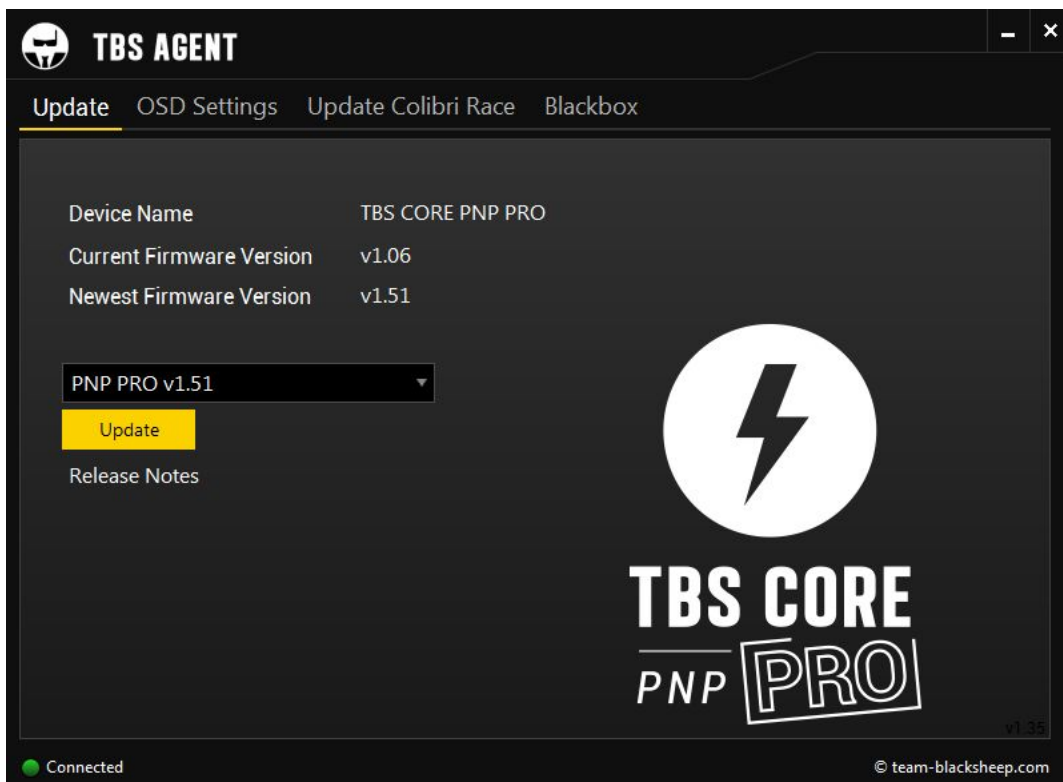 TBS AGENT
Update OSD Settings Update Colibri Race Blackbox
Device Name TBS CORE PNP PRO
Current Firmware Version v1.06
Newest Firmware Version v1.51
PNP PRO v1.51
Update
Release Notes
TBS CORE
PNP PRO
v1.35
Connected © team-blacksheep.com